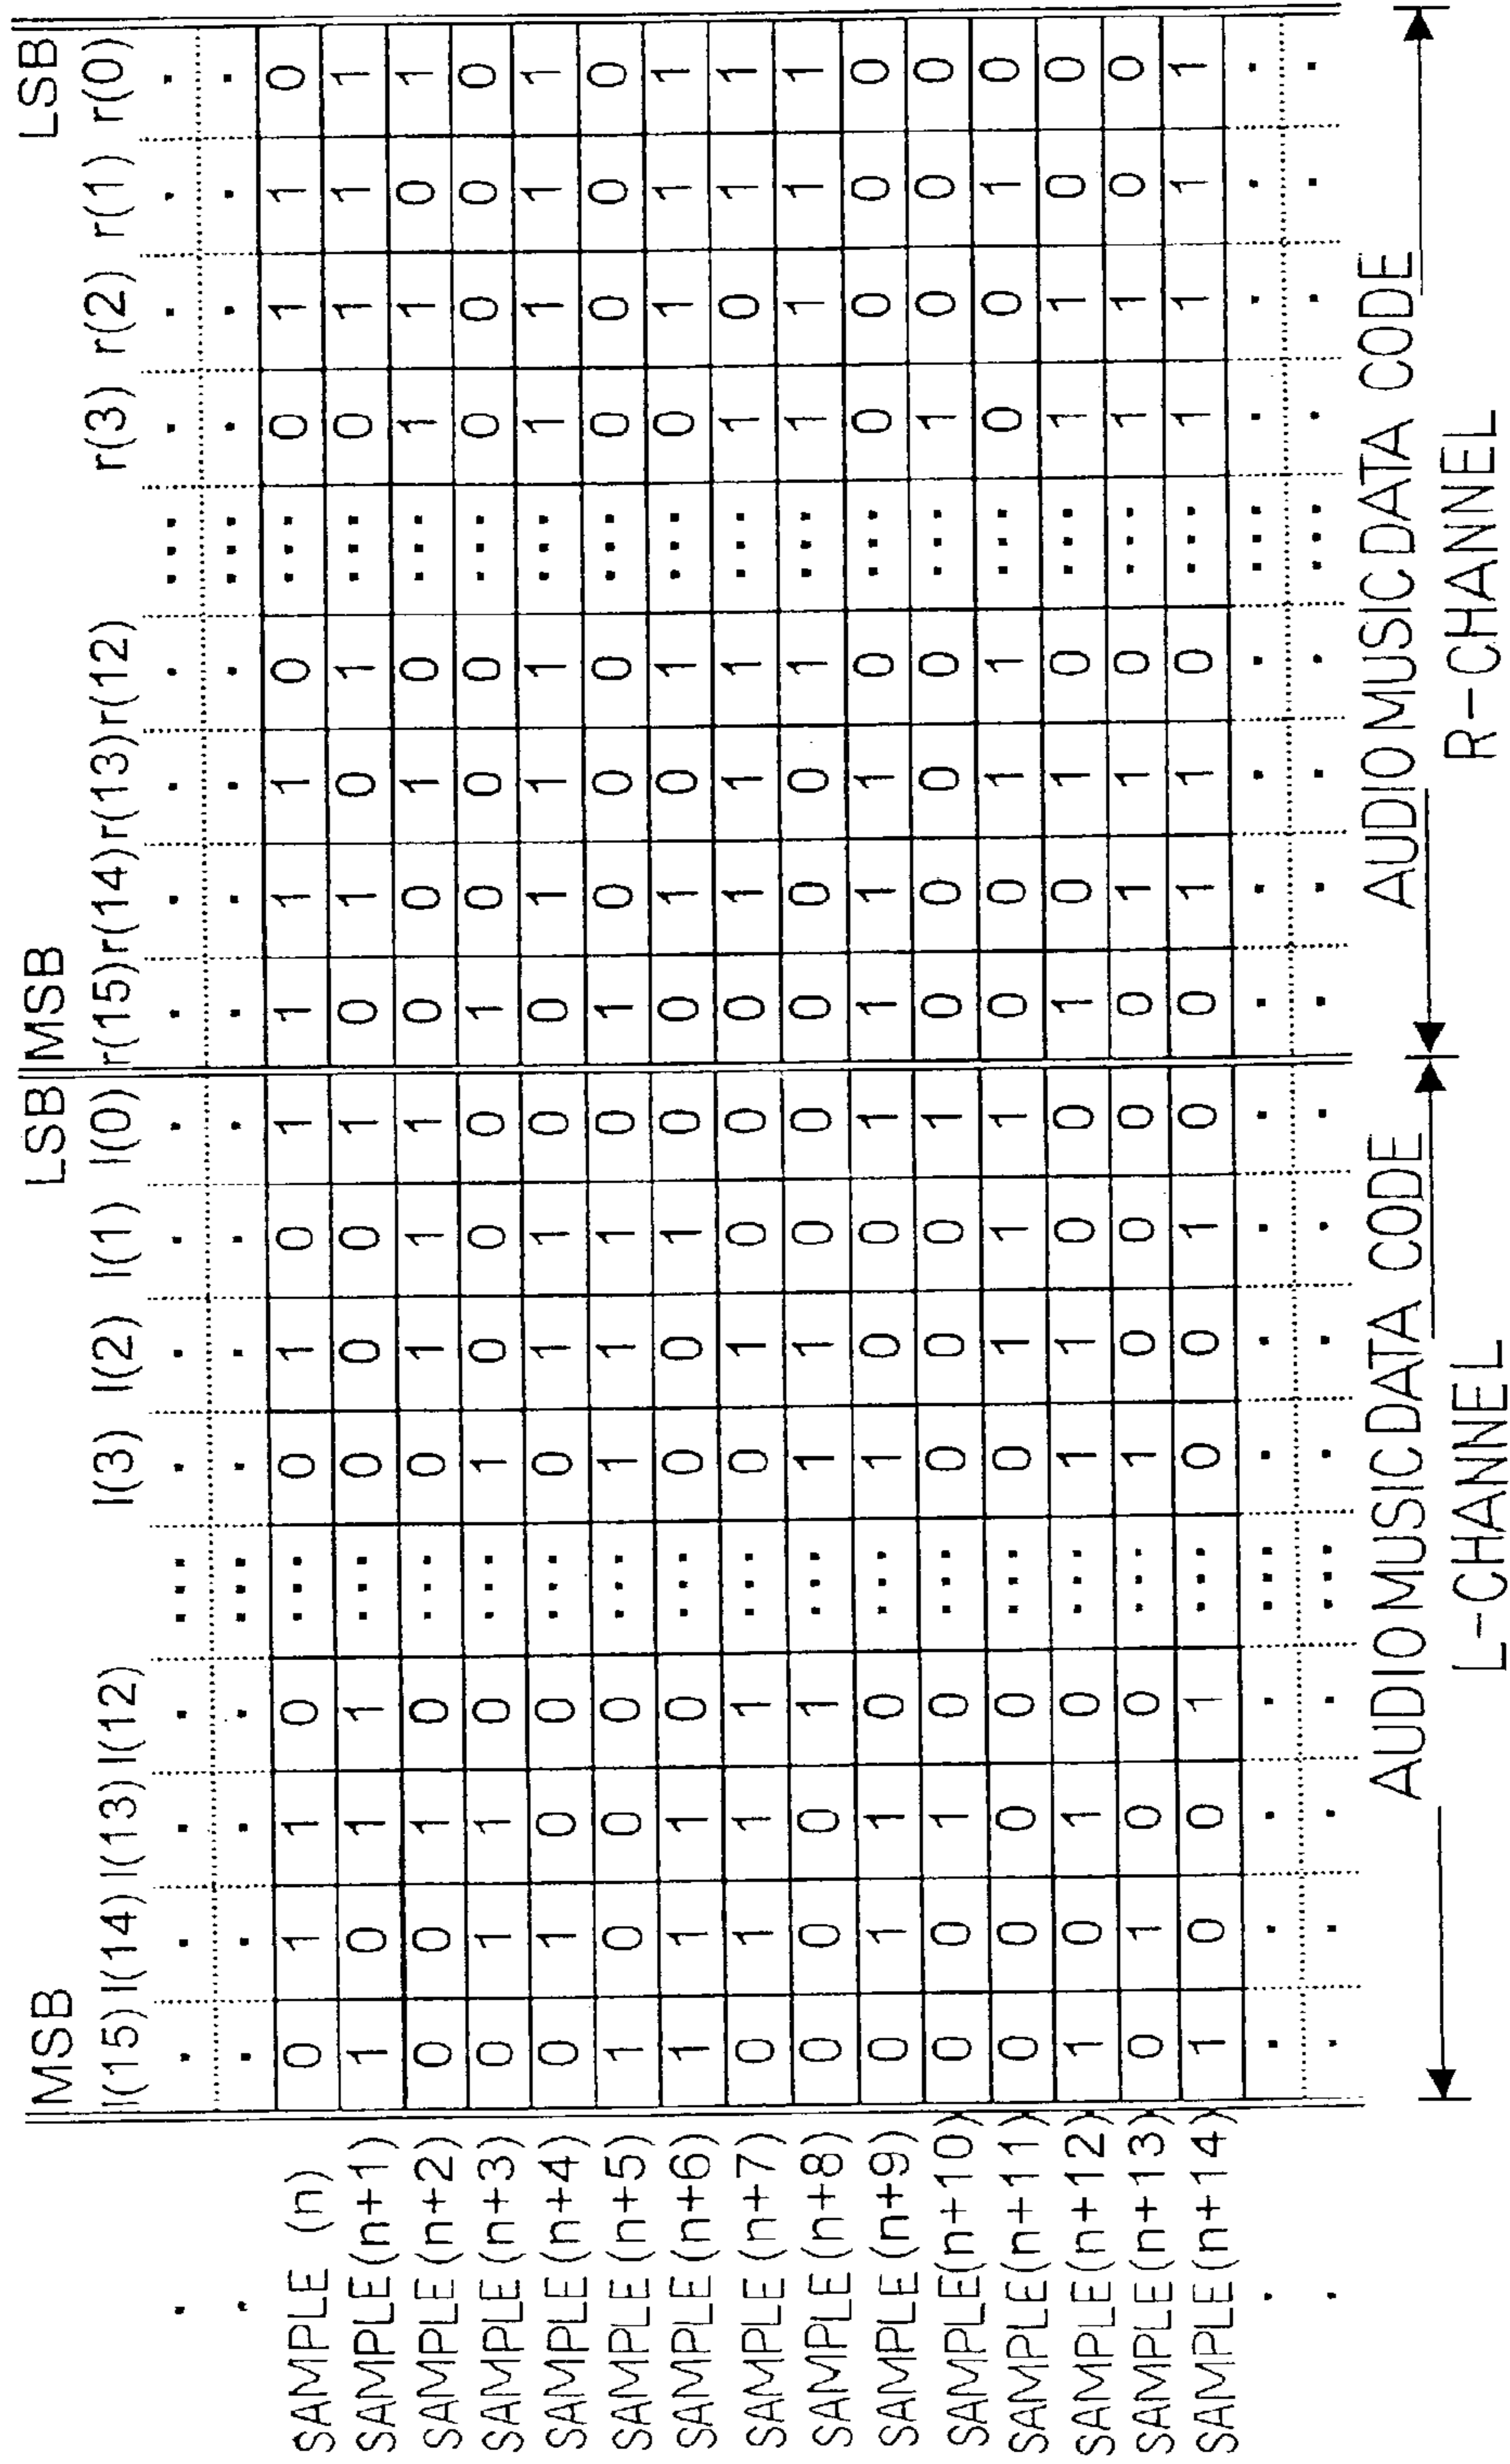 MSB LSB MSB LSB
l(15) l(14) l(13) l(12) ... l(3) l(2) l(1) l(0) r(15) r(14) r(13) r(12) ... r(3) r(2) r(1) r(0)
SAMPLE (n) 0 1 1 0 ... 0 1 0 1 1 1 1 0 ... 0 1 1 0
SAMPLE (n+1) 1 0 1 1 ... 0 0 0 1 0 1 0 1 ... 0 1 1 1
SAMPLE (n+2) 0 0 1 0 ... 0 1 1 1 0 0 1 0 ... 1 1 0 1
SAMPLE (n+3) 0 1 1 0 ... 1 0 0 0 1 0 0 0 ... 0 0 0 0
SAMPLE (n+4) 0 1 0 0 ... 0 1 1 0 0 1 1 1 ... 1 1 1 1
SAMPLE (n+5) 1 0 0 0 ... 1 1 1 0 1 0 0 0 ... 0 0 0 0
SAMPLE (n+6) 1 1 1 0 ... 0 0 1 0 0 1 0 1 ... 0 1 1 1
SAMPLE (n+7) 0 1 1 1 ... 0 1 0 0 0 1 1 1 ... 1 0 1 1
SAMPLE (n+8) 0 0 0 1 ... 1 1 0 0 0 0 0 1 ... 1 1 1 1
SAMPLE (n+9) 0 1 1 0 ... 1 0 0 1 1 1 1 0 ... 0 0 0 0
SAMPLE(n+10) 0 0 1 0 ... 0 0 0 1 0 0 0 0 ... 1 0 0 0
SAMPLE(n+11) 0 0 0 0 ... 0 1 1 1 0 0 1 1 ... 0 0 1 0
SAMPLE(n+12) 1 0 1 0 ... 1 1 0 0 1 0 1 0 ... 1 1 0 0
SAMPLE(n+13) 0 1 0 0 ... 1 0 0 0 0 1 1 0 ... 1 1 0 0
SAMPLE(n+14) 1 0 0 1 ... 0 0 1 0 0 1 1 0 ... 1 1 1 1
AUDIO MUSIC DATA CODE AUDIO MUSIC DATA CODE
L-CHANNEL R-CHANNEL